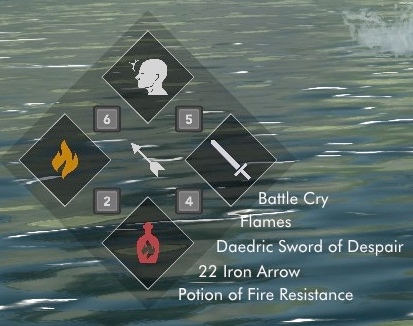 6 5
2 4
Battle Cry
Flames
Daedric Sword of Despair
22 Iron Arrow
Potion of Fire Resistance